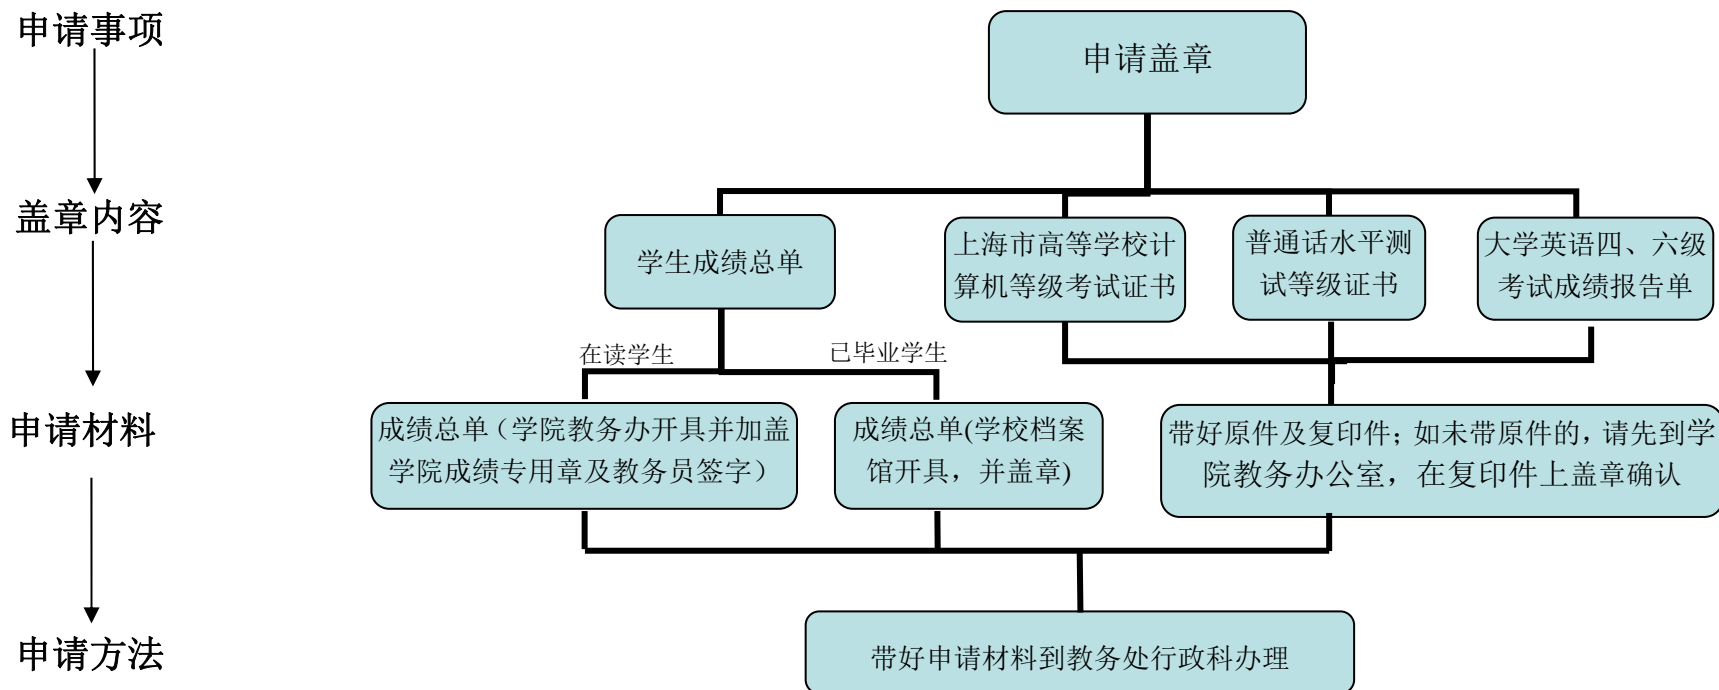 申请事项
申请盖章
盖章内容
学生成绩总单
上海市高等学校计
算机等级考试证书
普通话水平测
试等级证书
大学英语四、六级
考试成绩报告单
在读学生
已毕业学生
申请材料
成绩总单（学院教务办开具并加盖
学院成绩专用章及教务员签字）
成绩总单(学校档案
馆开具，并盖章)
带好原件及复印件；如未带原件的，请先到学
院教务办公室，在复印件上盖章确认
申请方法
带好申请材料到教务处行政科办理